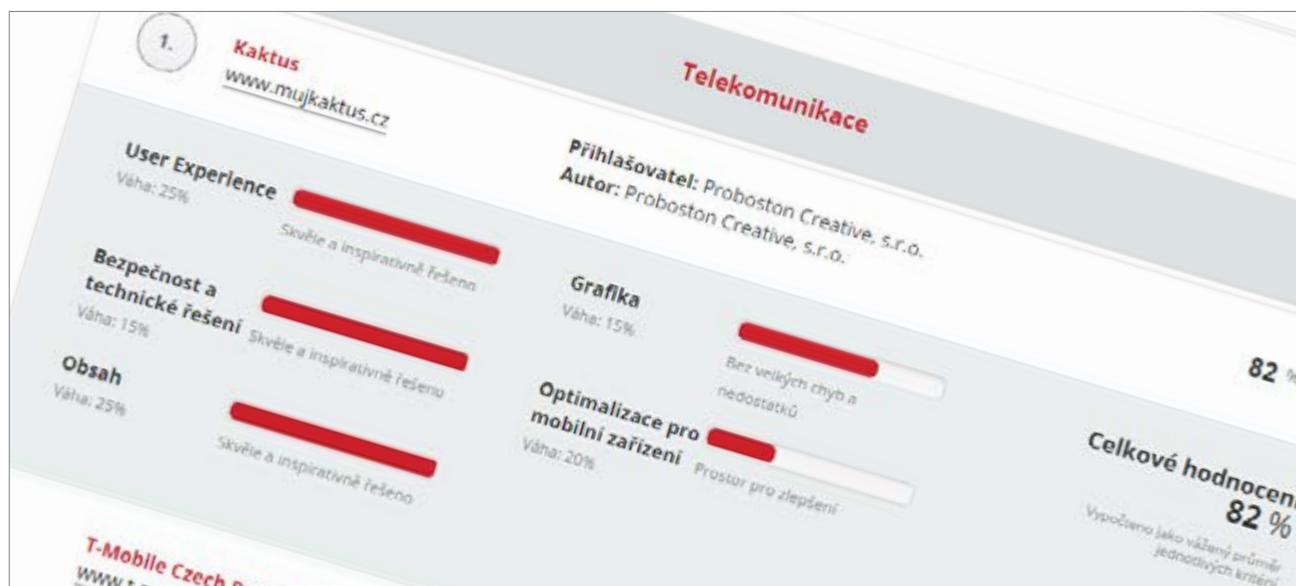 Telekomunikace
1.
Kaktus
www.mujkaktus.cz
Přihlašovatel: Proboston Creative, s.r.o.
Autor: Proboston Creative, s.r.o.
82 %
User Experience
Váha: 25%
Skvěle a inspirativně řešeno
Bezpečnost a
technické řešení
Váha: 15%
Skvěle a inspirativně řešeno
Obsah
Váha: 25%
Skvěle a inspirativně řešeno
Grafika
Váha: 15%
Bez velkých chyb a
nedostatků
Optimalizace pro
mobilní zařízení
Váha: 20%
Prostor pro zlepšení
Celkové hodnocení
82 %
Vypočteno jako vážený průměr
jednotlivých kritérií
T-Mobile Czech